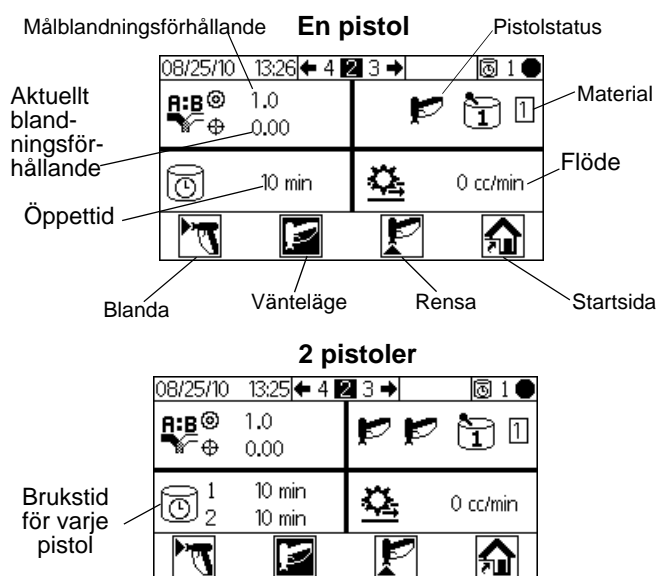 Målblandningsförhållande
En pistol
Pistolstatus
08/25/10 13:26 4 2 3 1
Aktuellt
bland-
ningsför-
hållande
A:B 1.0
0.00
1 1
Material
10 min
0 cc/min
Flöde
Öppettid
Blanda
Vänteläge
Rensa
Startsida
2 pistoler
08/25/10 13:25 4 2 3 1
A:B 1.0
0.00
1 1
Brukstid
för varje
pistol
1 10 min
2 10 min
0 cc/min